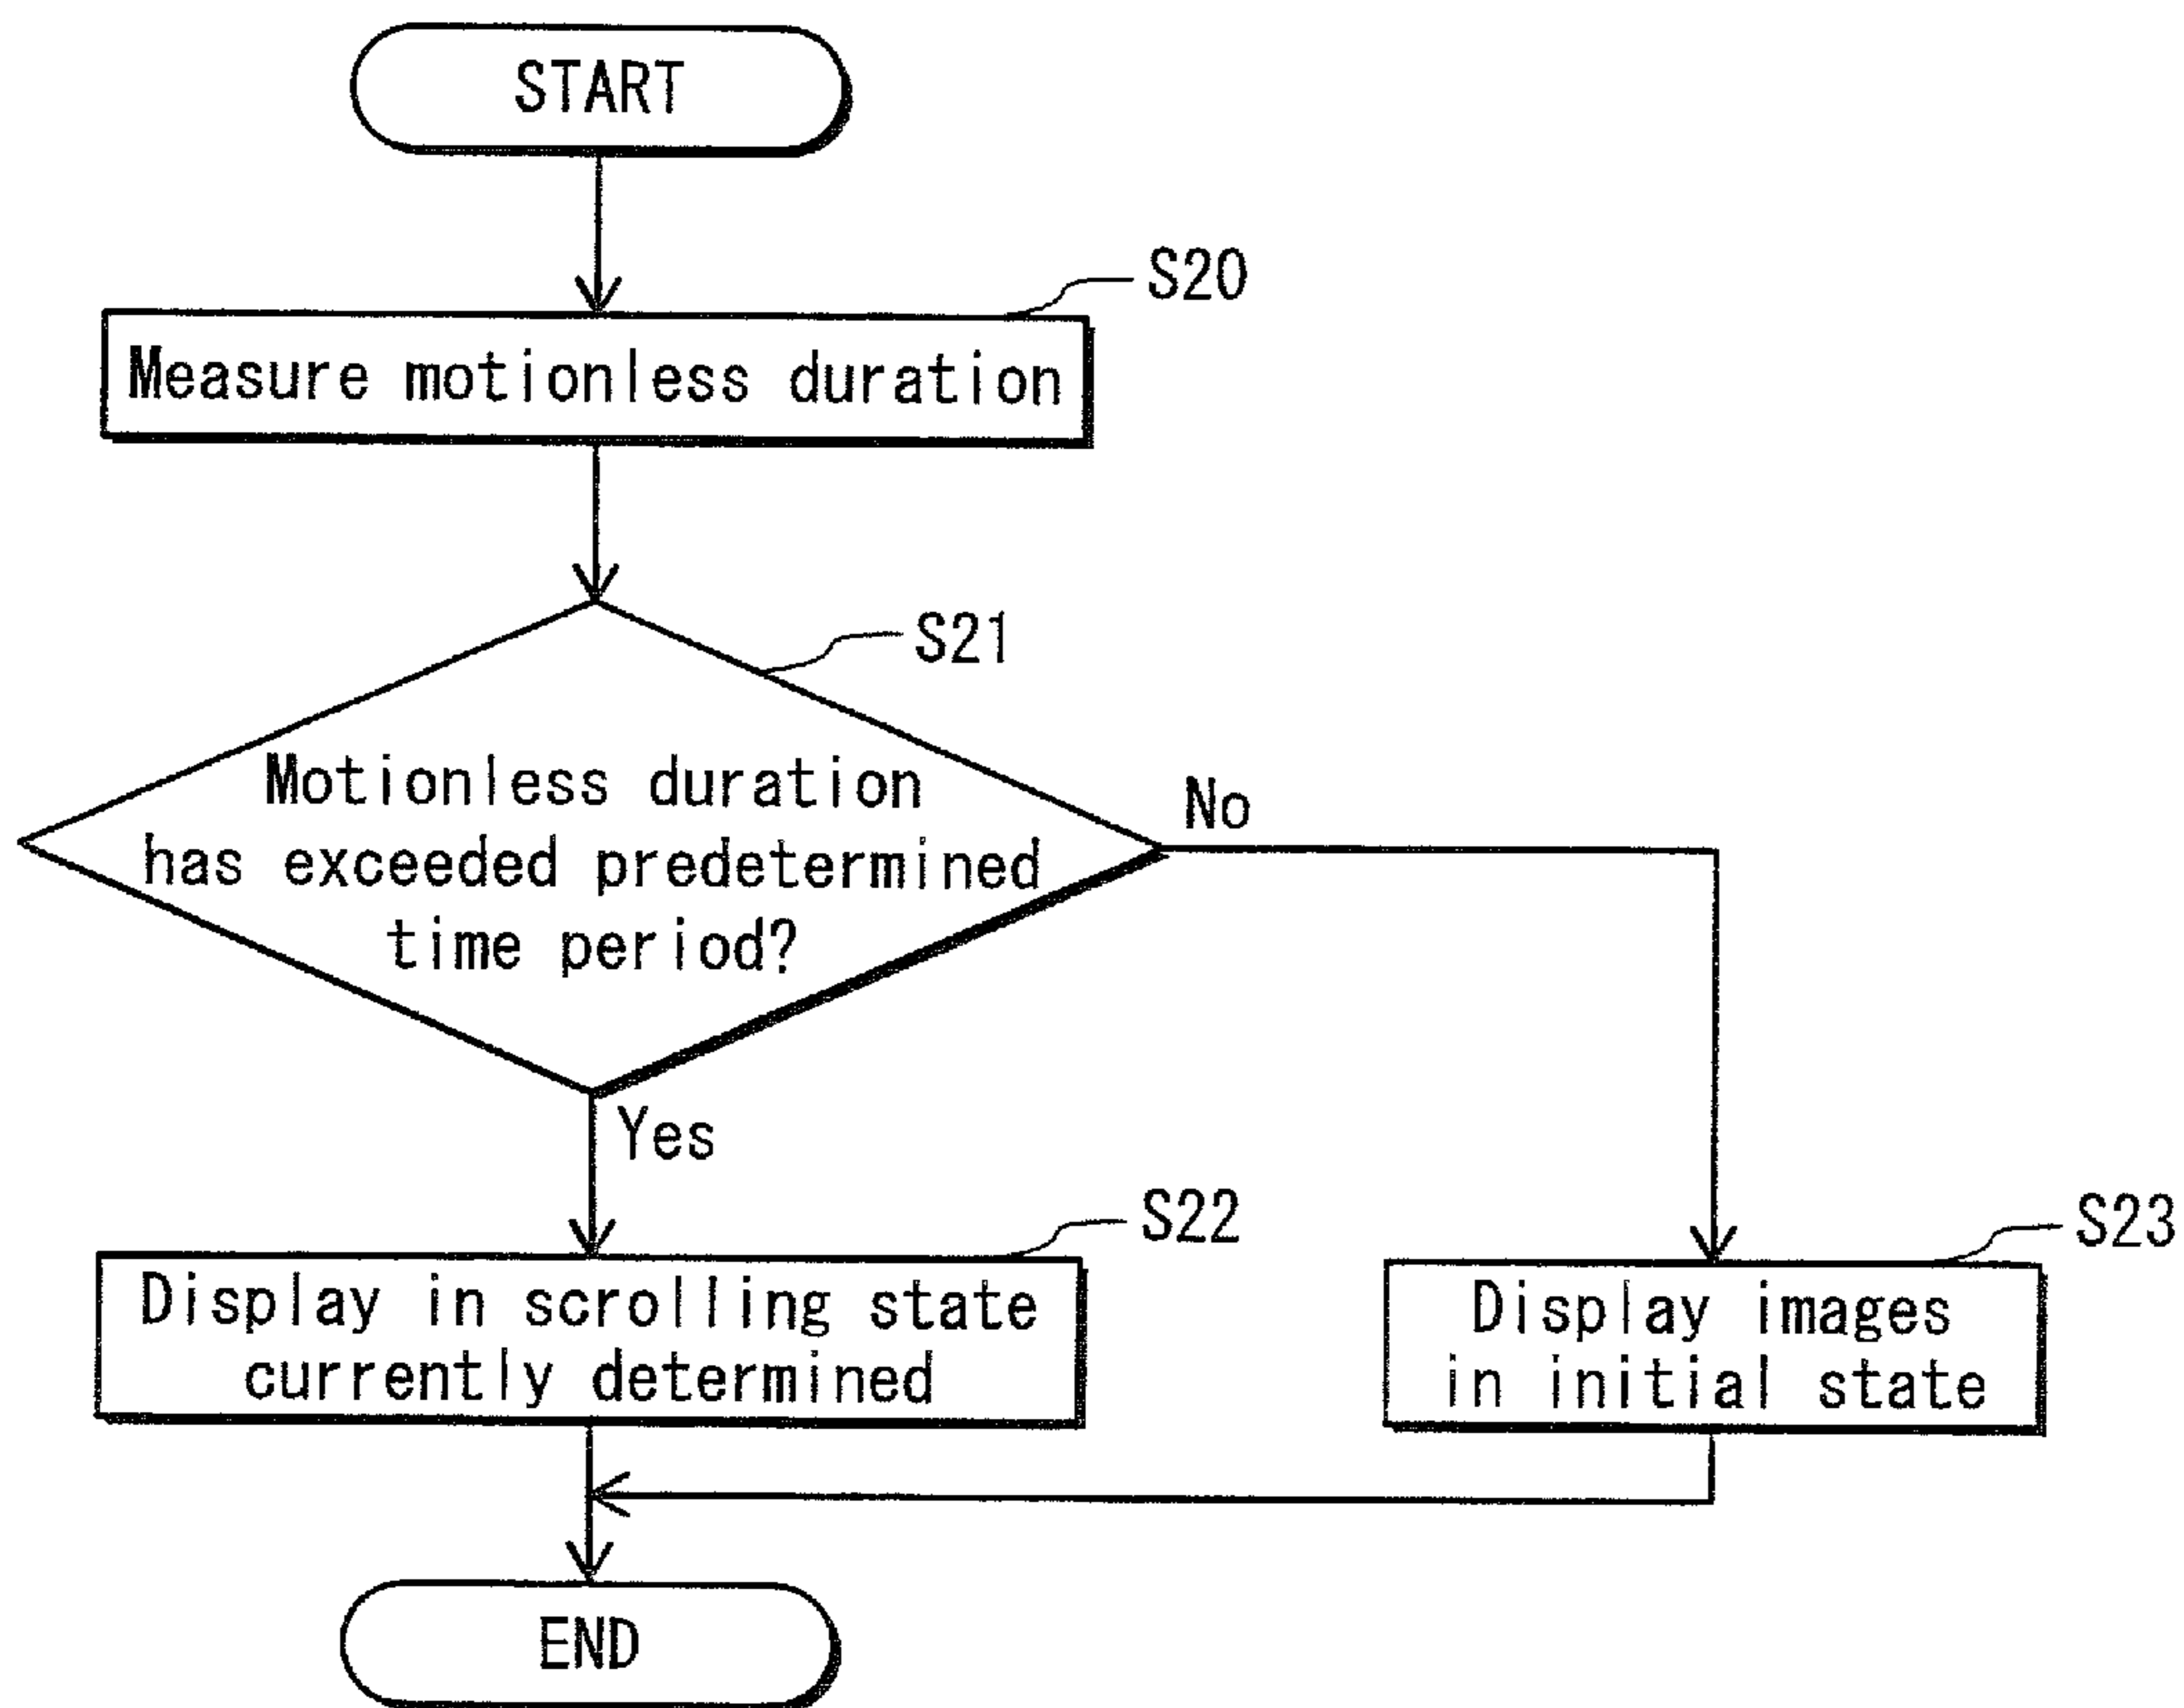 START
S20
Measure motionless duration
S21
Motionless duration
has exceeded predetermined
time period?
No
Yes
S22
Display in scrolling state
currently determined
S23
Display images
in initial state
END